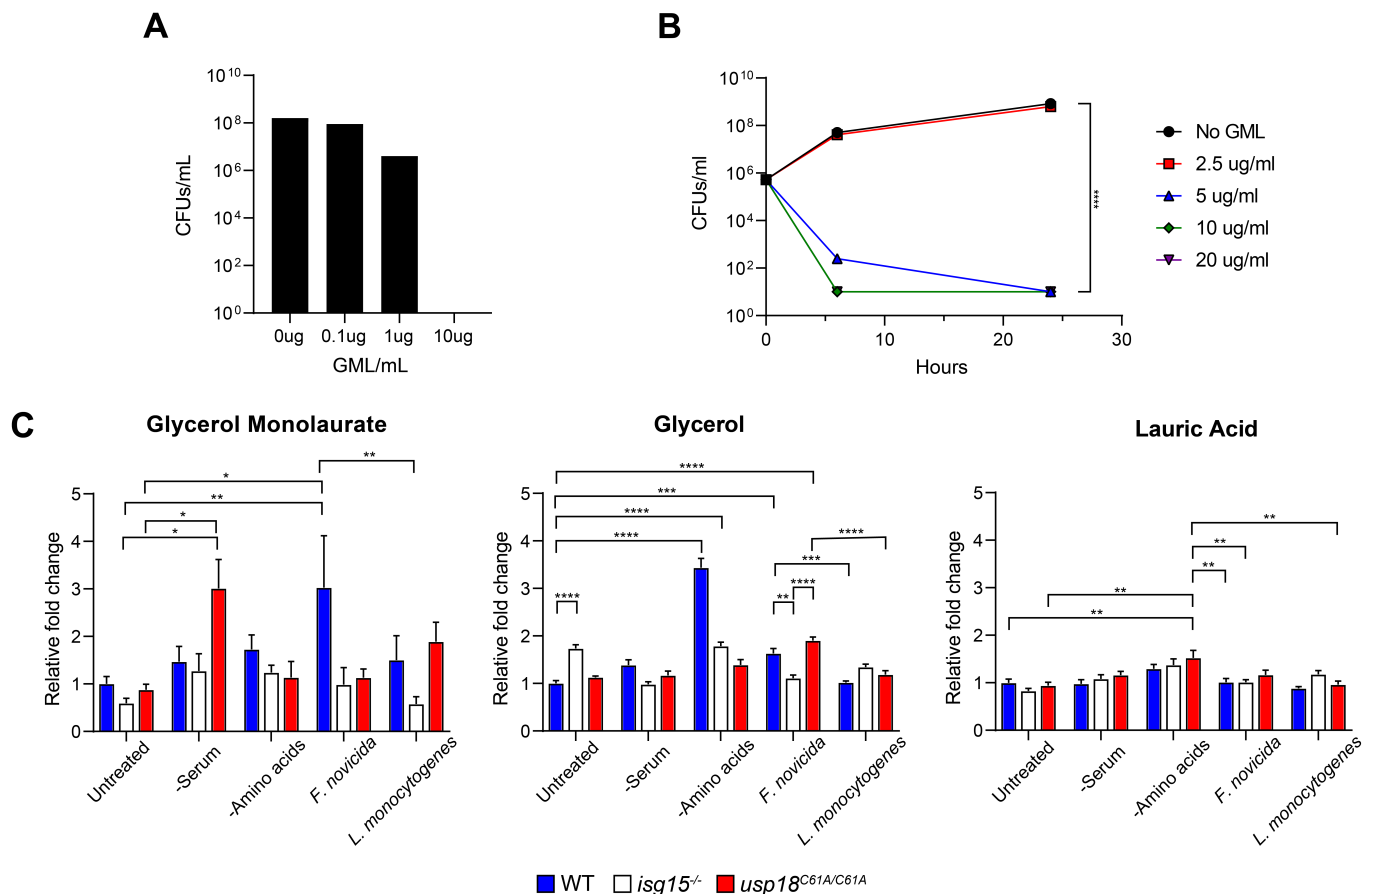 A
CFUs/mL
10^10
10^8
10^6
10^4
10^2
10^0
0ug 0.1ug 1ug 10ug
GML/mL
B
CFUs/ml
10^10
10^8
10^6
10^4
10^2
10^0
0 10 20 30
Hours
****
No GML
2.5 ug/ml
5 ug/ml
10 ug/ml
20 ug/ml
C
Glycerol Monolaurate
Relative fold change
5
4
3
2
1
0
**
*
**
*
*
Untreated
-Serum
-Amino acids
F. novicida
L. monocytogenes
Glycerol
Relative fold change
5
4
3
2
1
0
****
***
****
****
****
***
****
****
**
Untreated
-Serum
-Amino acids
F. novicida
L. monocytogenes
Lauric Acid
Relative fold change
5
4
3
2
1
0
**
**
**
**
**
Untreated
-Serum
-Amino acids
F. novicida
L. monocytogenes
WT isg15-/- usp18C61A/C61A